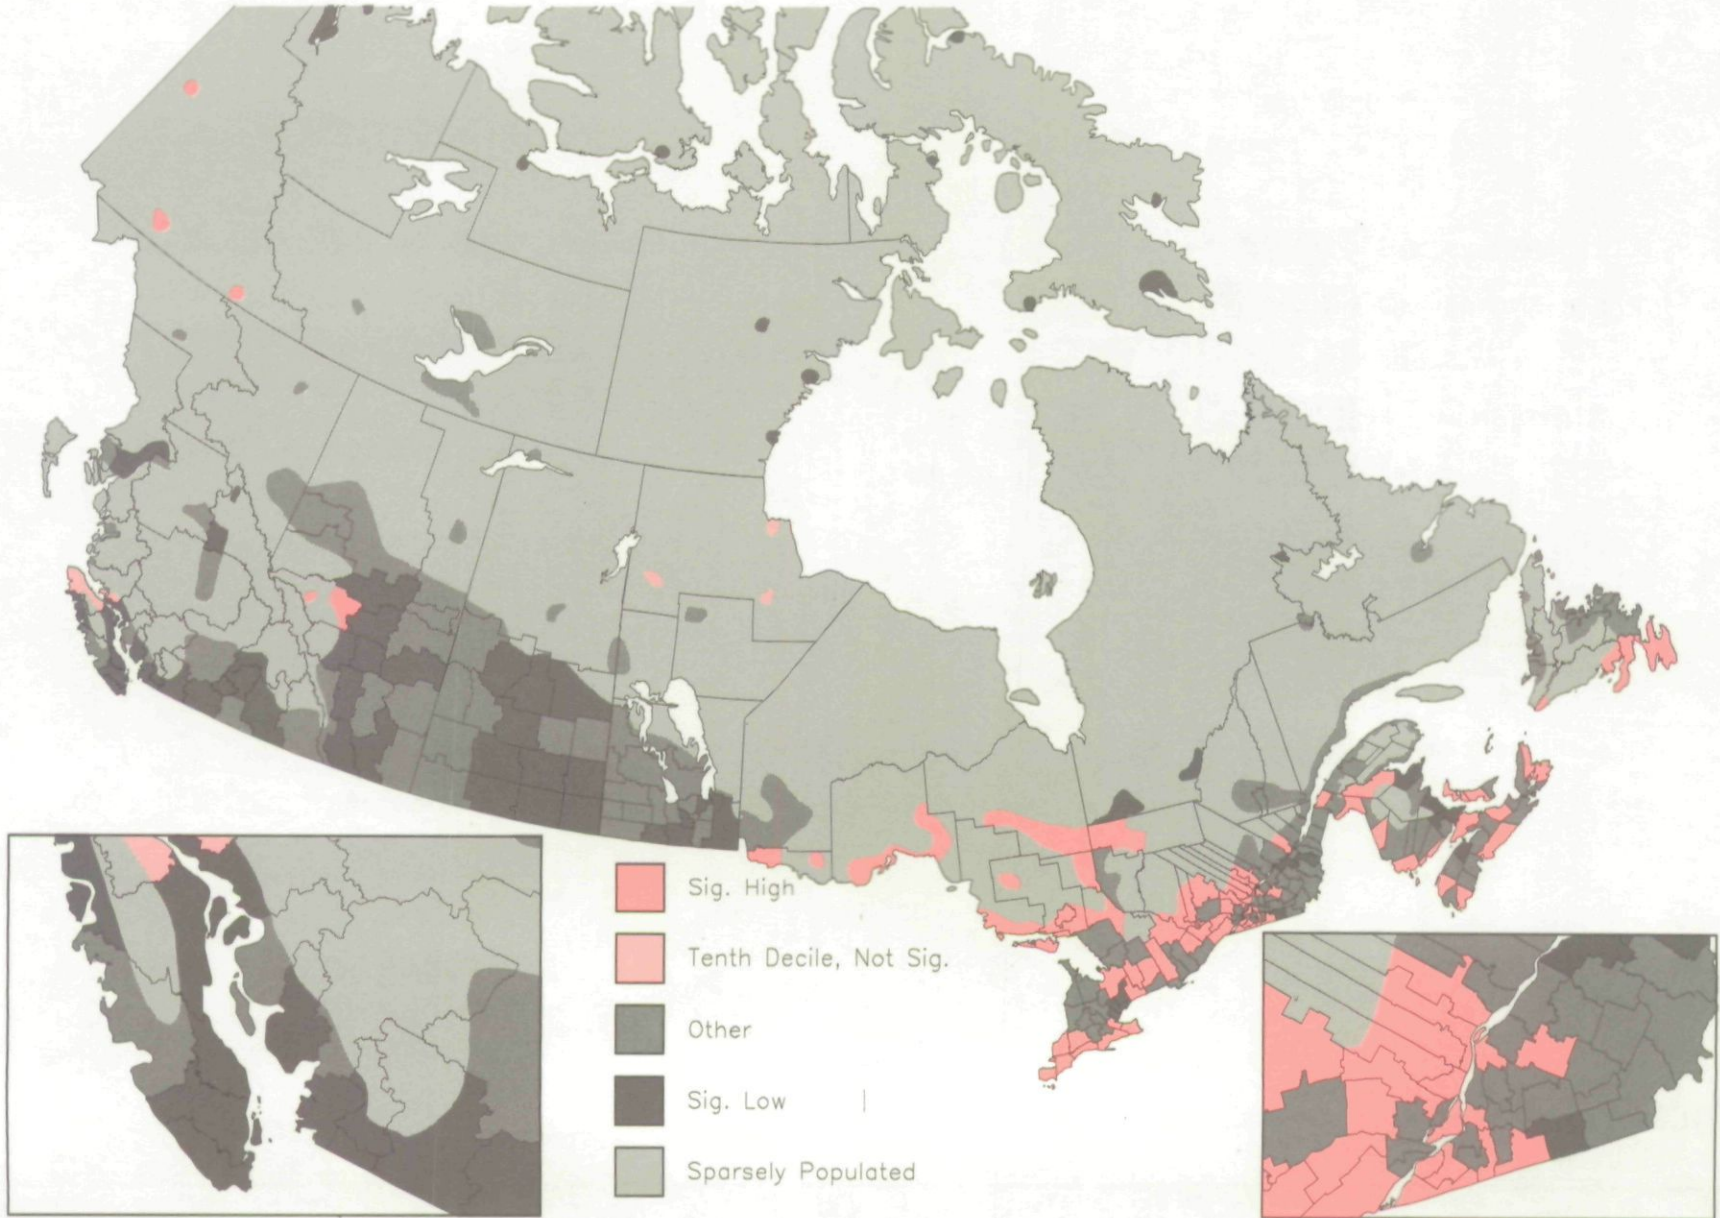 Sig. High
Tenth Decile, Not Sig.
Other
Sig. Low
Sparsely Populated